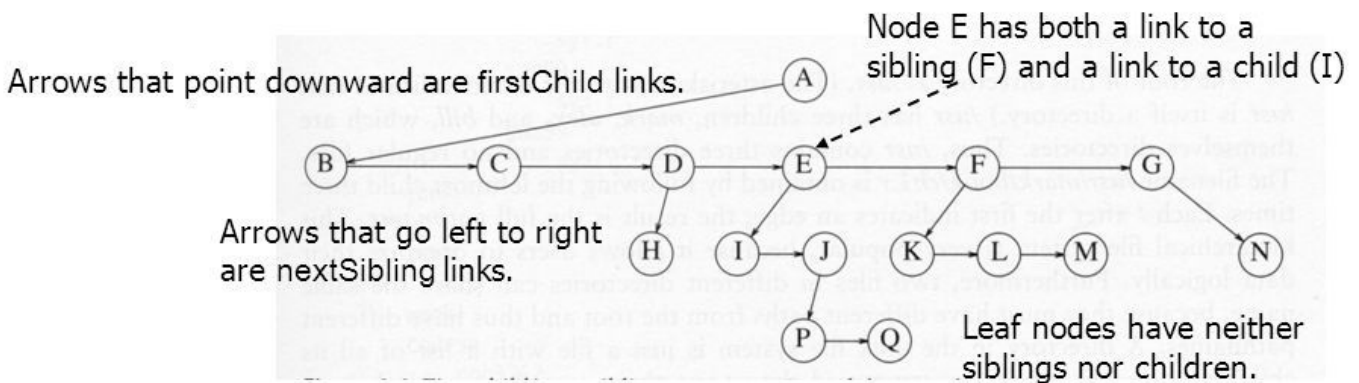 Node E has both a link to a
sibling (F) and a link to a child (I)
Arrows that point downward are firstChild links.
A
B C D E F G
Arrows that go left to right
are nextSibling links.
H I J K L M N
P Q
Leaf nodes have neither
siblings nor children.